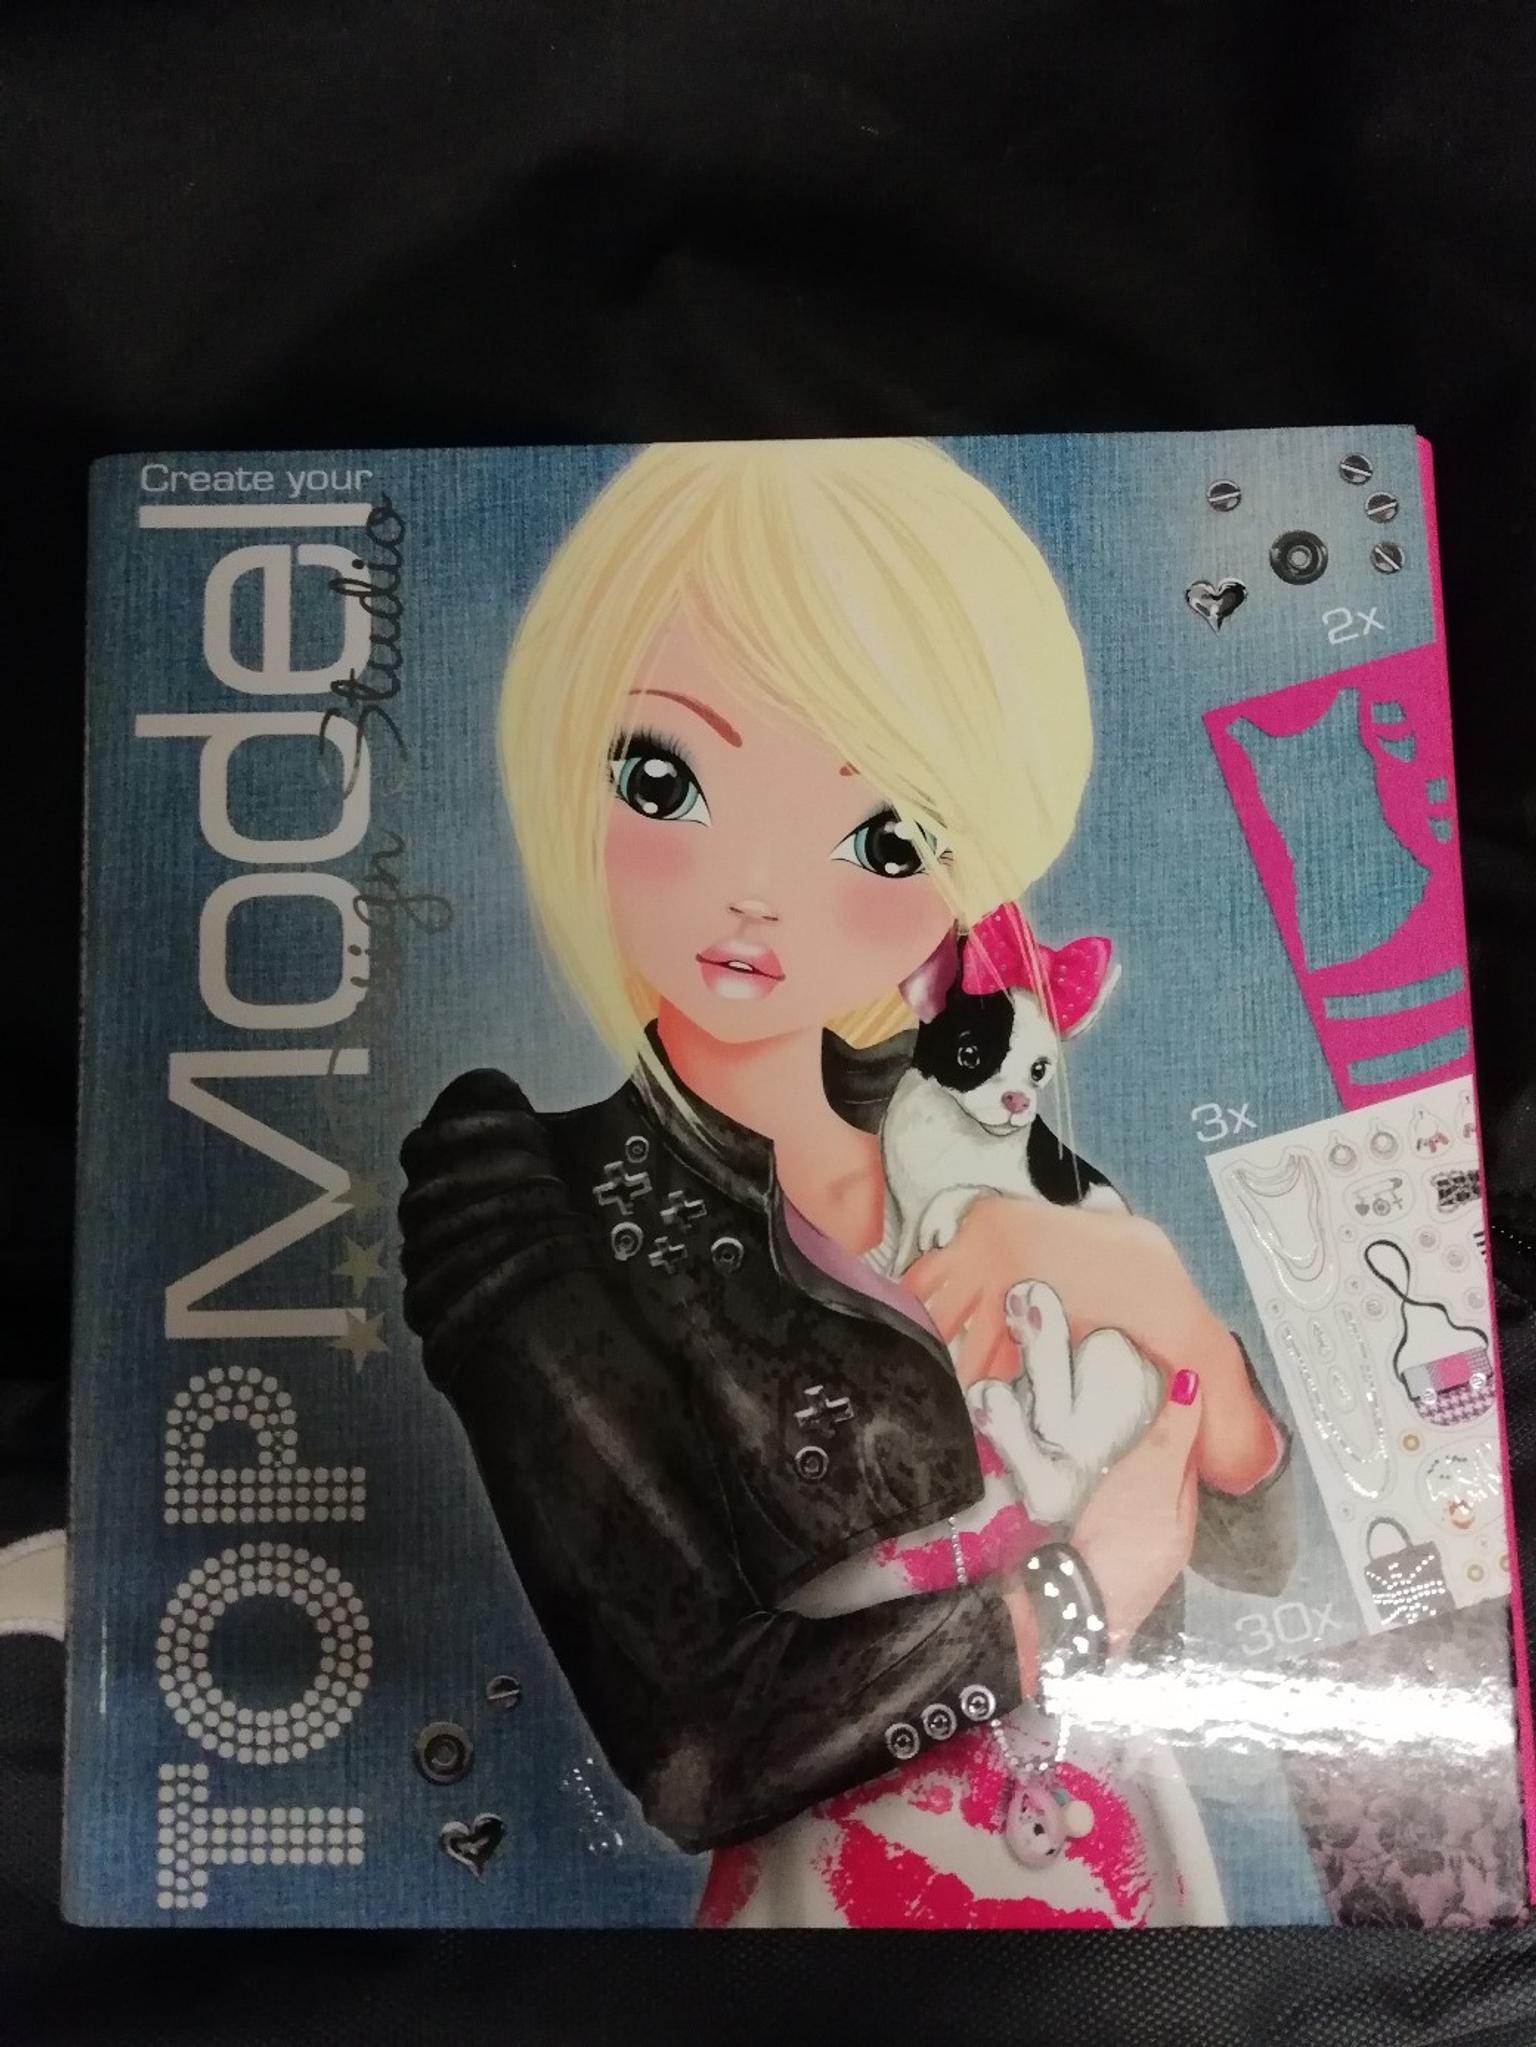 Create your
TOPModel
Design Studio
2x
3x
30x